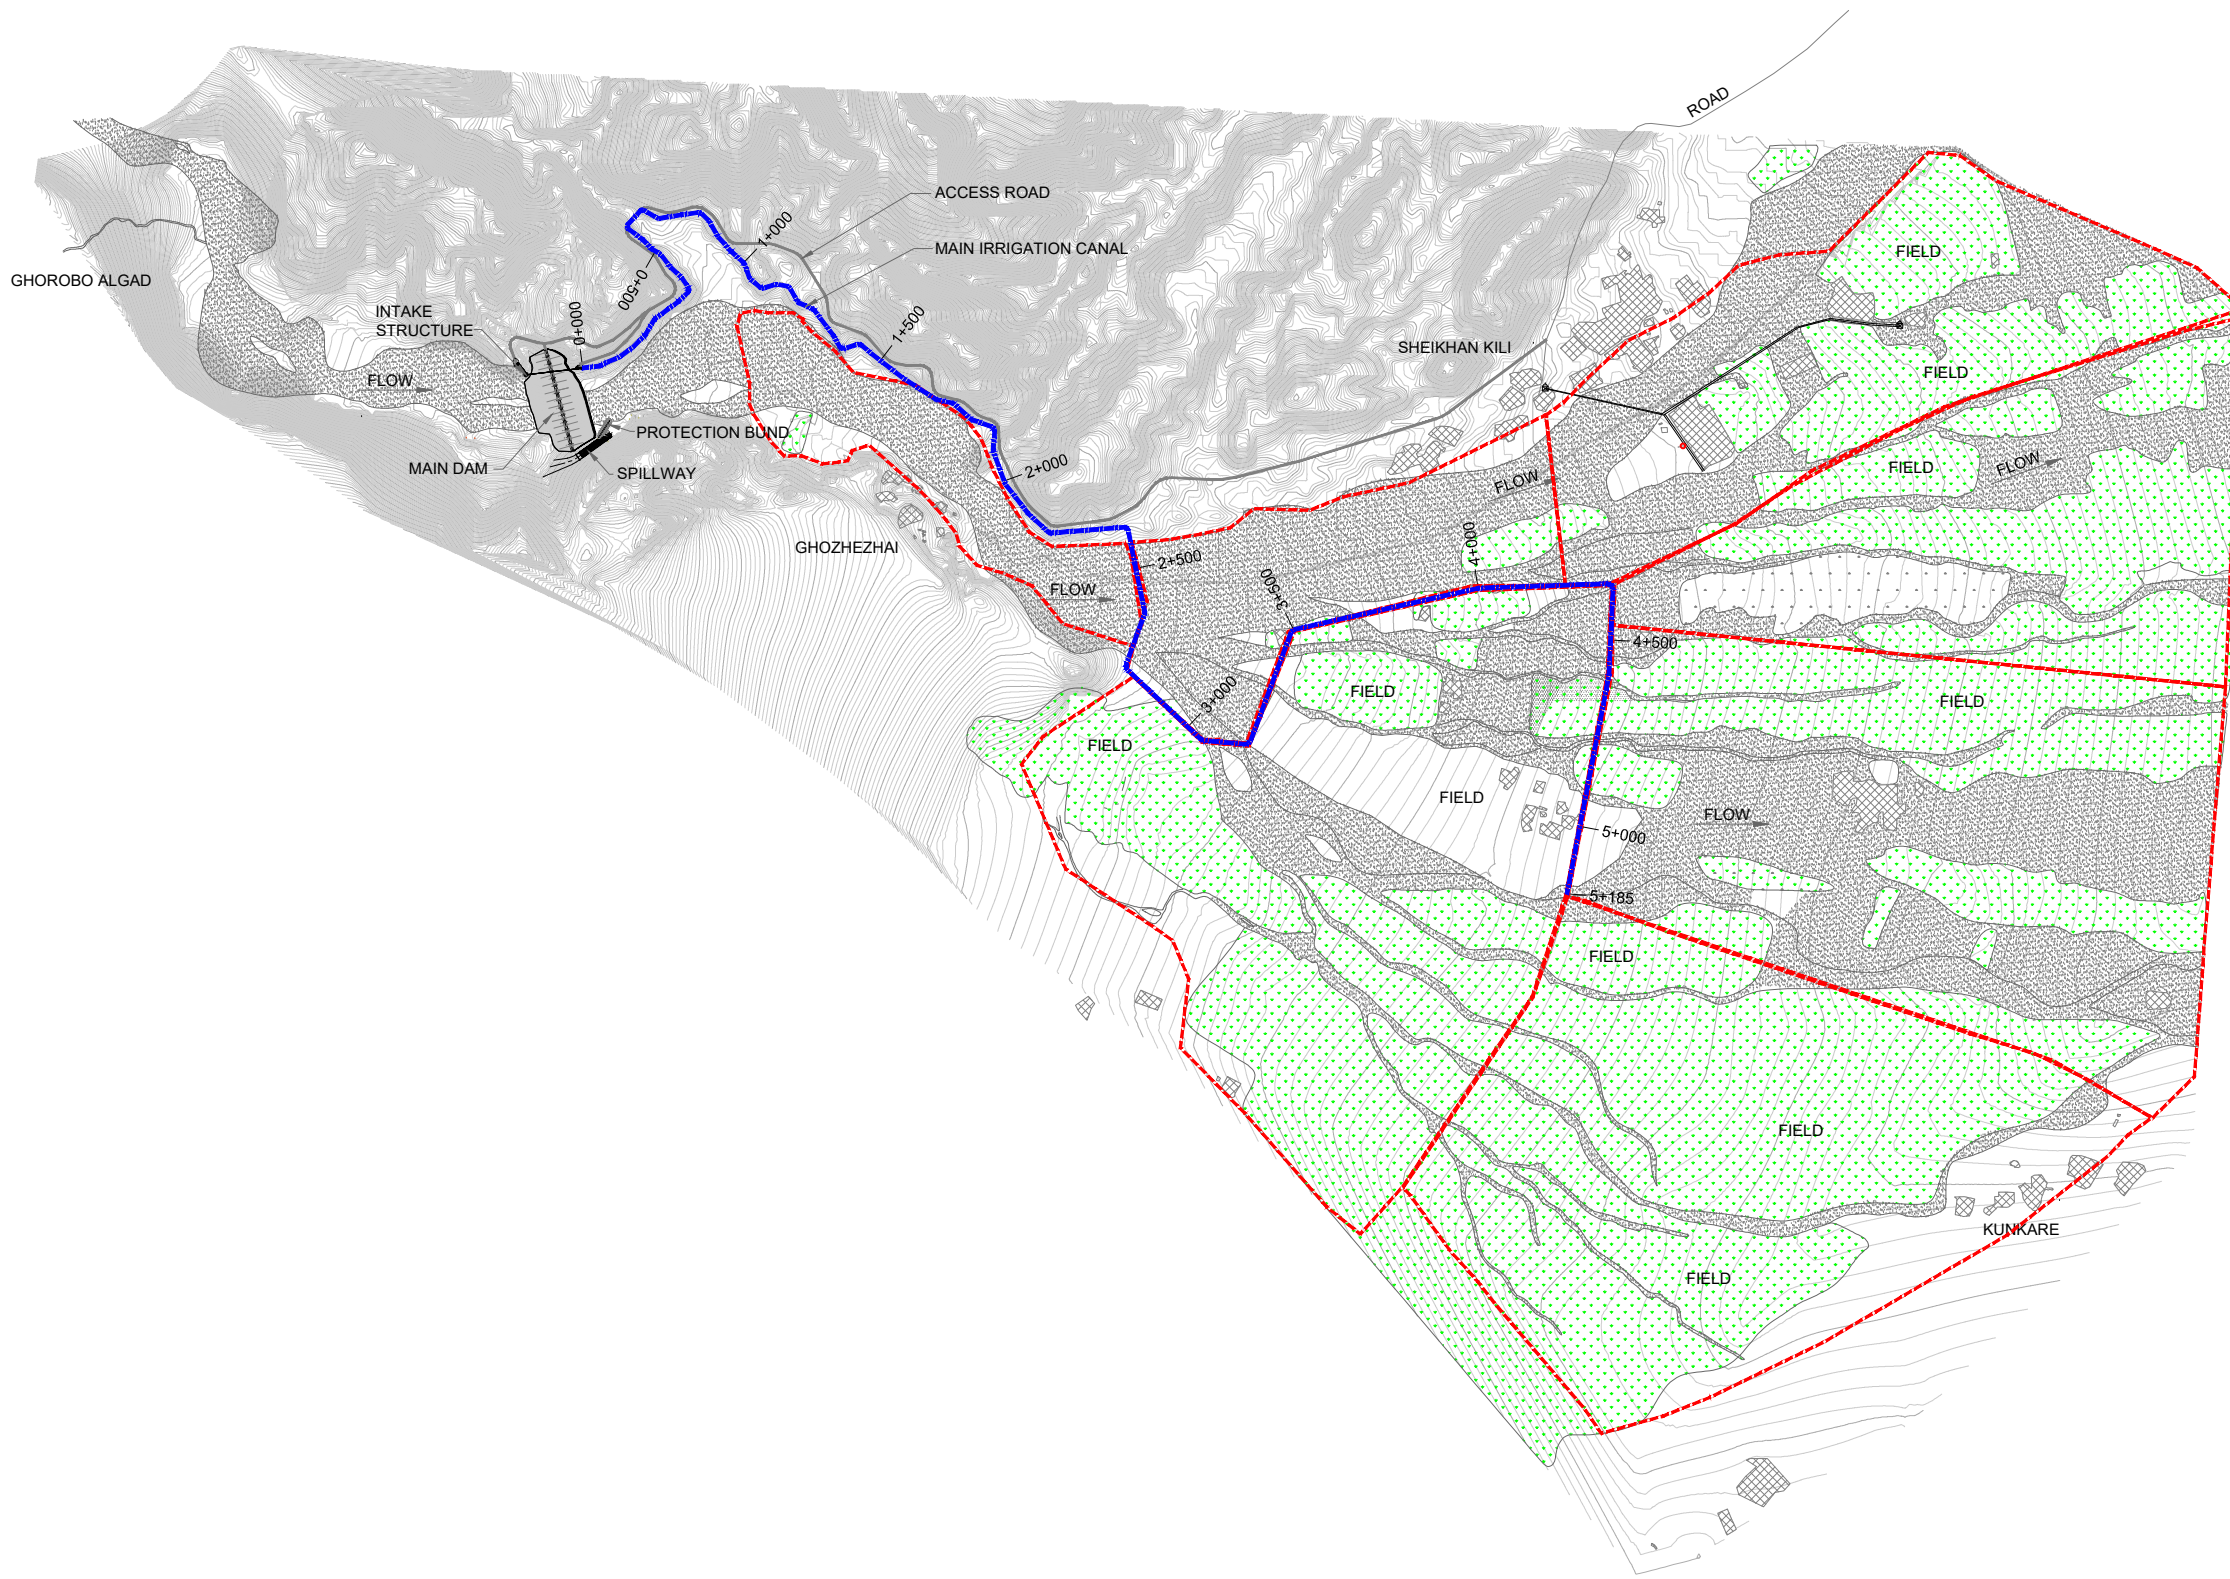 ROAD
ACCESS ROAD
1+000
MAIN IRRIGATION CANAL
FIELD
GHOROBO ALGAD
0+500
INTAKE
STRUCTURE
0+000
1+500
SHEIKHAN KILI
FLOW
FIELD
PROTECTION BUND
MAIN DAM
SPILLWAY
2+000
FIELD
FLOW
FLOW
GHOZHEZHAI
2+500
4+000
3+500
FLOW
4+500
3+000
FIELD
FIELD
FIELD
FIELD
FLOW
5+000
5+185
FIELD
FIELD
KUNKARE
FIELD